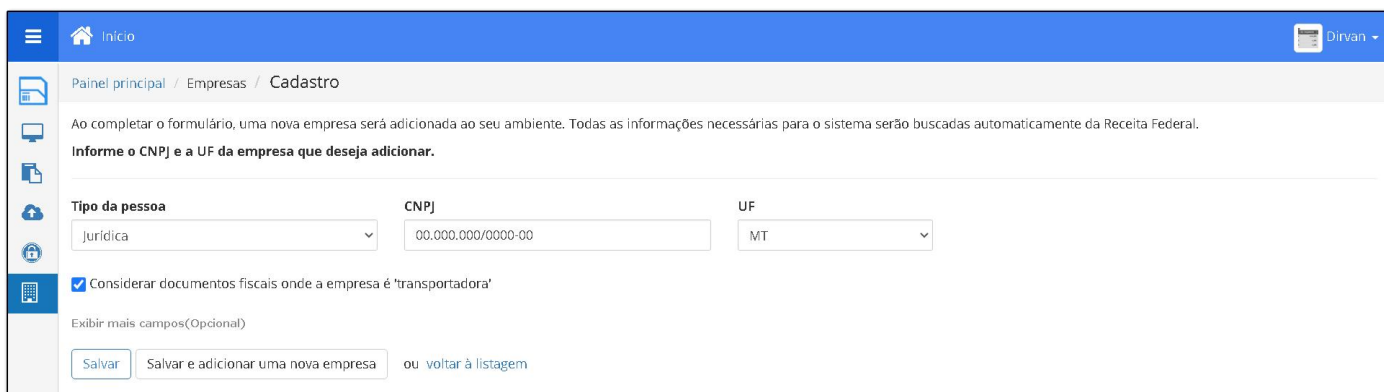 Início
Dirvan
Painel principal / Empresas / Cadastro
Ao completar o formulário, uma nova empresa será adicionada ao seu ambiente. Todas as informações necessárias para o sistema serão buscadas automaticamente da Receita Federal.
Informe o CNPJ e a UF da empresa que deseja adicionar.
Tipo da pessoa CNPJ UF
Jurídica 00.000.000/0000-00 MT
Considerar documentos fiscais onde a empresa é 'transportadora'
Exibir mais campos(Opcional)
Salvar Salvar e adicionar uma nova empresa ou voltar à listagem